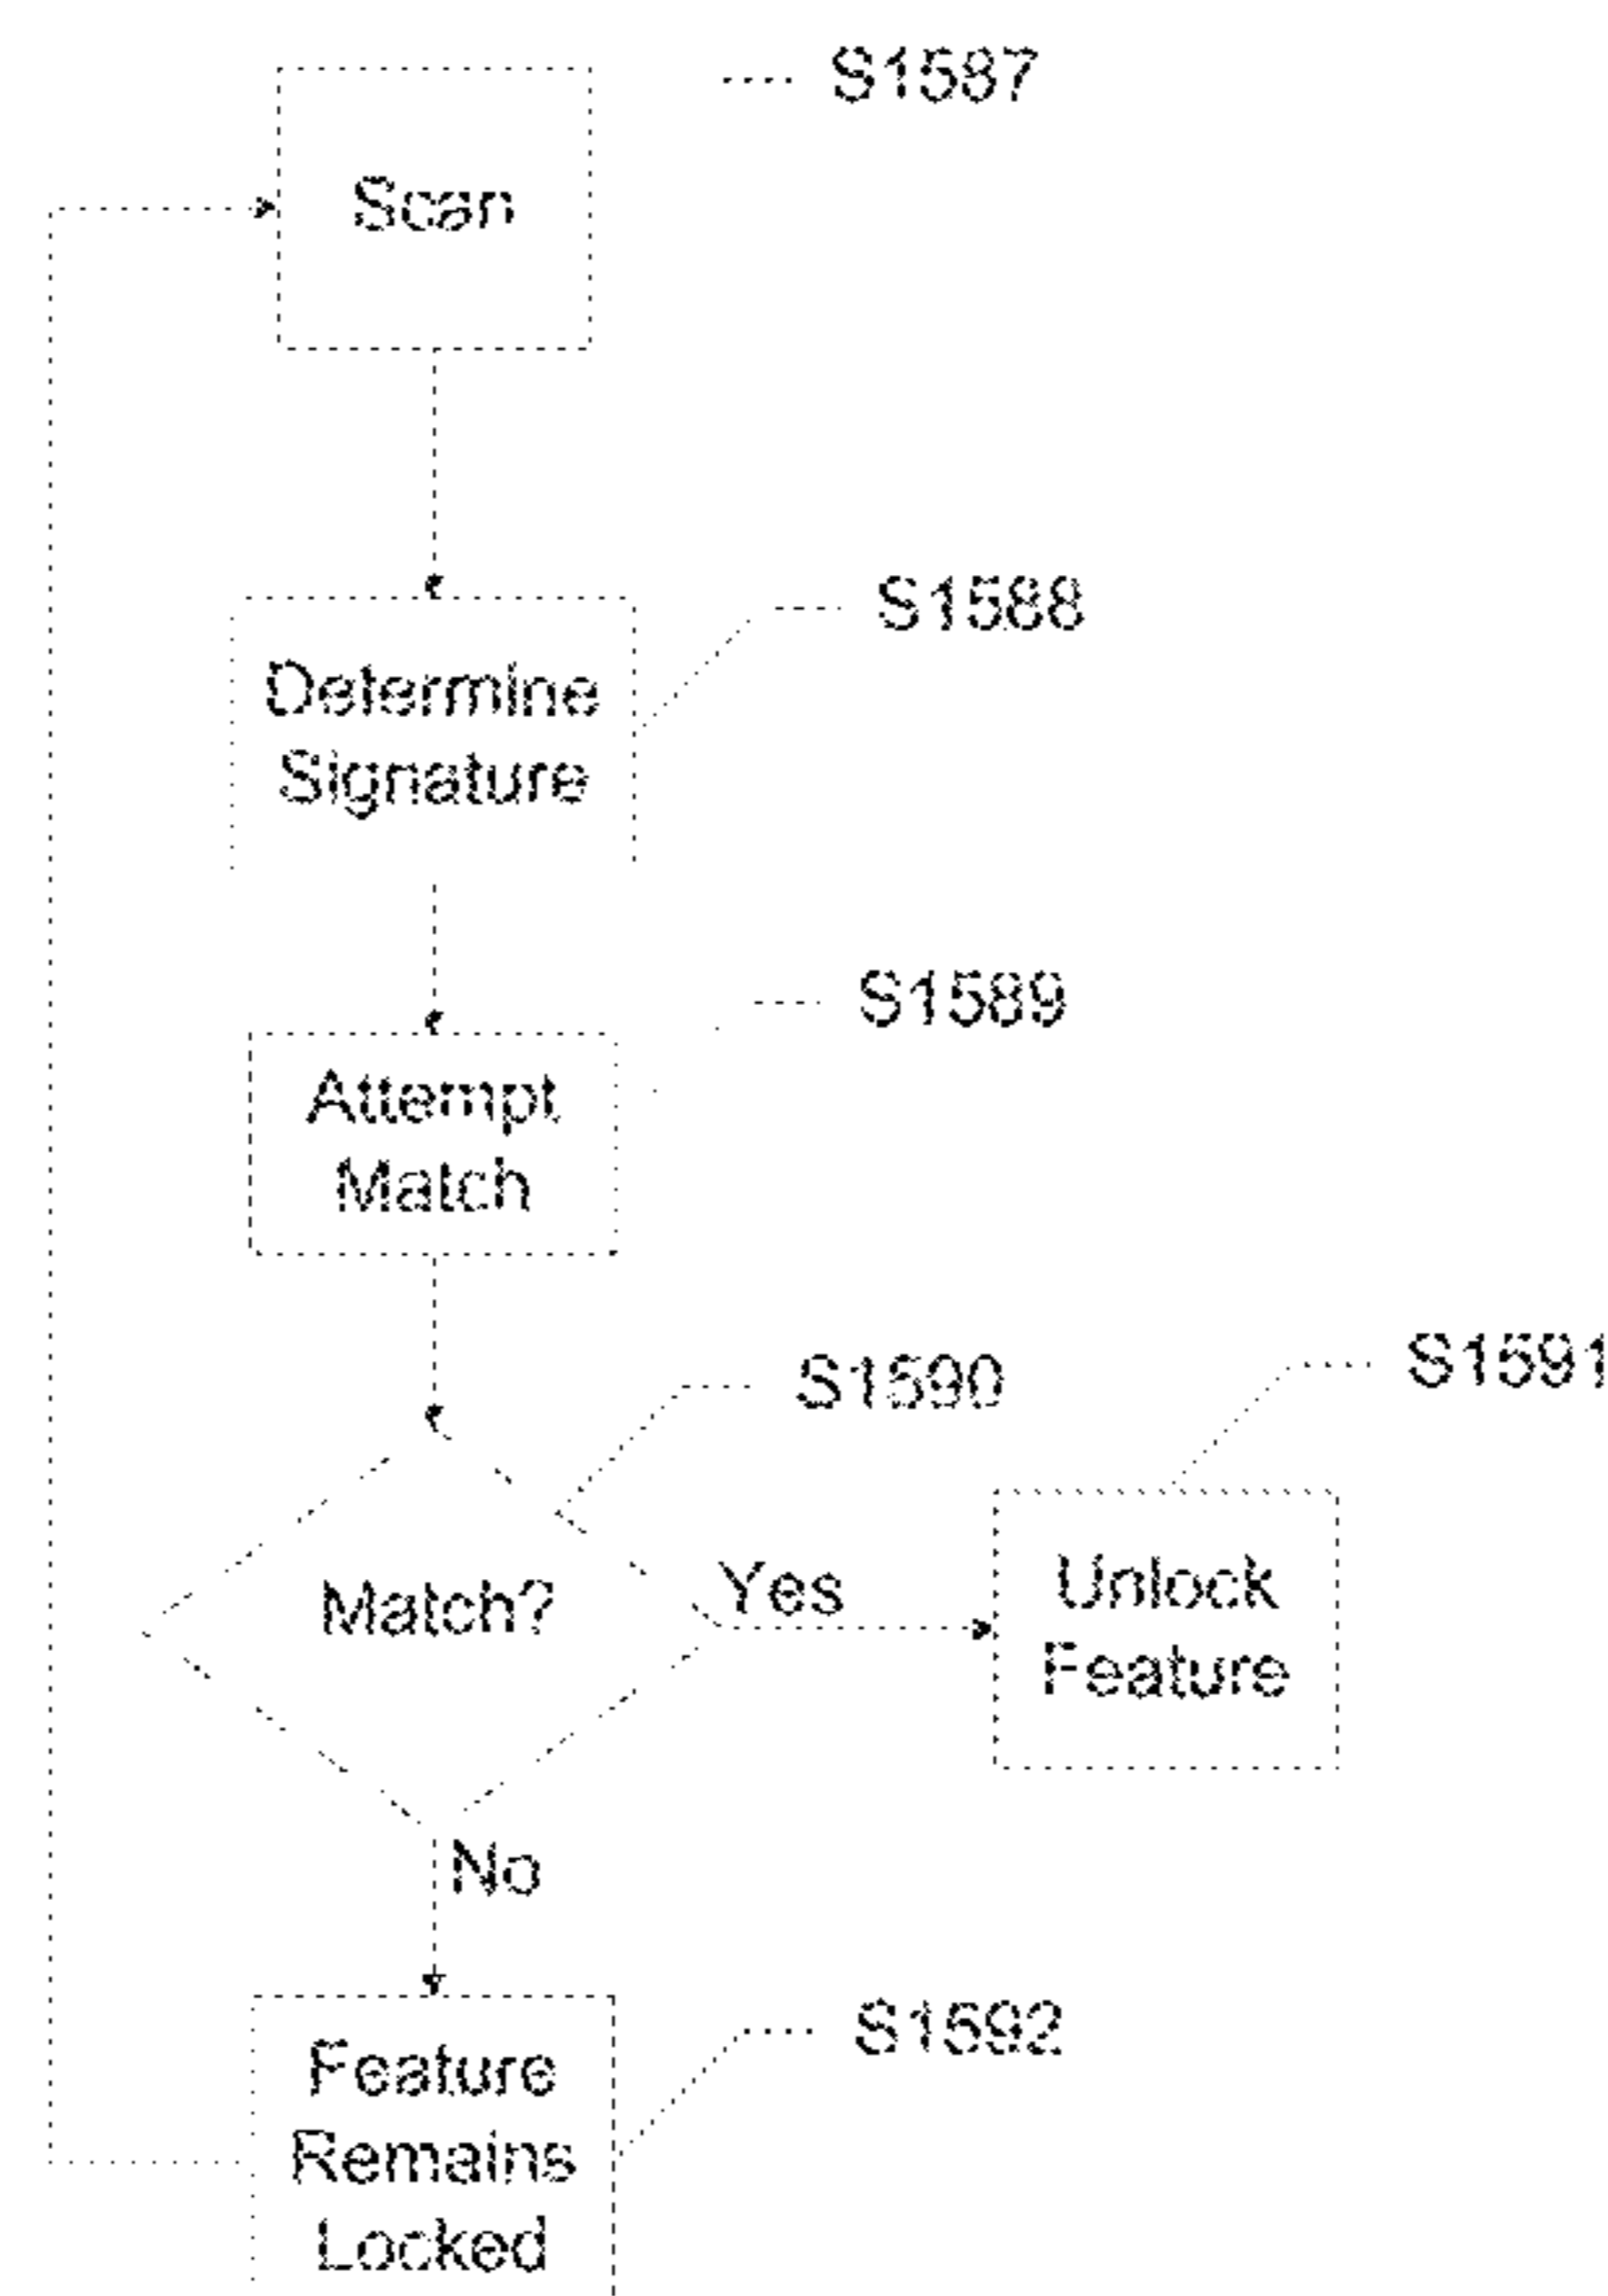 S1587
Scan
S1588
Determine
Signature
S1589
Attempt
Match
S1590
S1591
Match?
Yes
Unlock
Feature
No
S1592
Feature
Remains
Locked